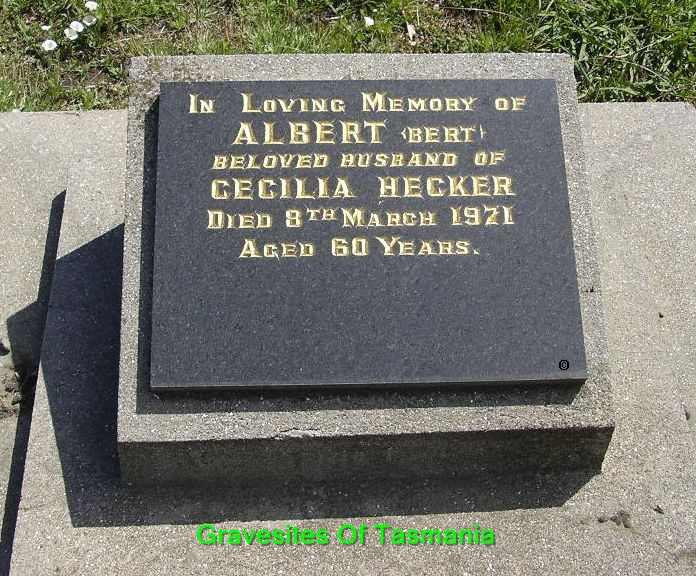 In Loving Memory of
ALBERT (BERT)
BELOVED HUSBAND OF
CECILIA HECKER
Died 8th March 1971
Aged 60 Years.
Gravesites Of Tasmania